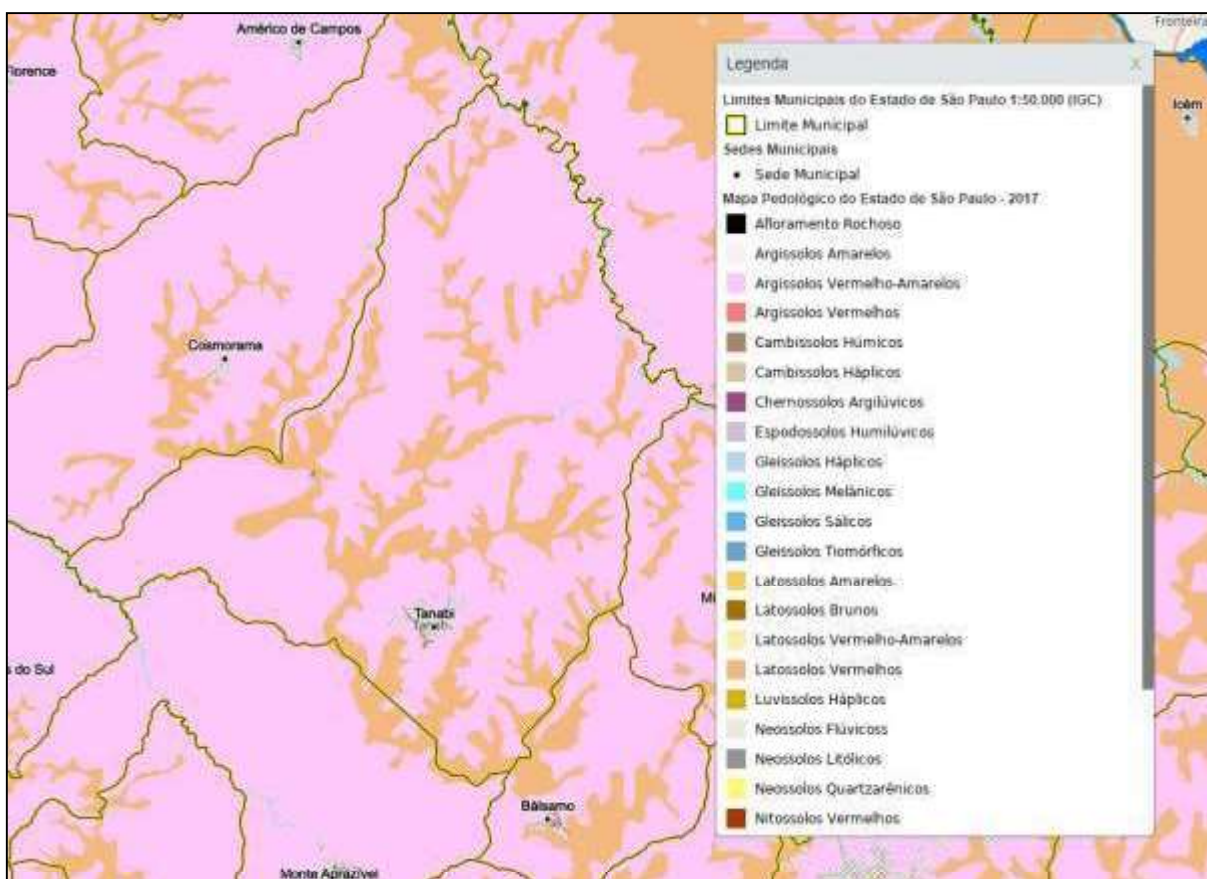 Américo de Campos
Fronteira
Florence
Legenda
X
Limites Municipais do Estado de São Paulo 1:50.000 (IGC)
Icém
Limite Municipal
Sedes Municipais
Sede Municipal
Mapa Pedológico do Estado de São Paulo - 2017
Afloramento Rochoso
Argissolos Amarelos
Argissolos Vermelho-Amarelos
Argissolos Vermelhos
Cosmorama
Cambissolos Húmicos
Cambissolos Háplicos
Chernossolos Argilúvicos
Espodossolos Humilúvicos
Gleissolos Háplicos
Gleissolos Melânicos
Gleissolos Sálicos
Gleissolos Tiomórficos
Latossolos Amarelos
Latossolos Brunos
Mi
Tanabi
Tanabi
Latossolos Vermelho-Amarelos
s do Sul
Latossolos Vermelhos
Luvissolos Háplicos
Neossolos Flúvicoss
Neossolos Litólicos
Neossolos Quartzarênicos
Bálsamo
Nitossolos Vermelhos
Monte Aprazível